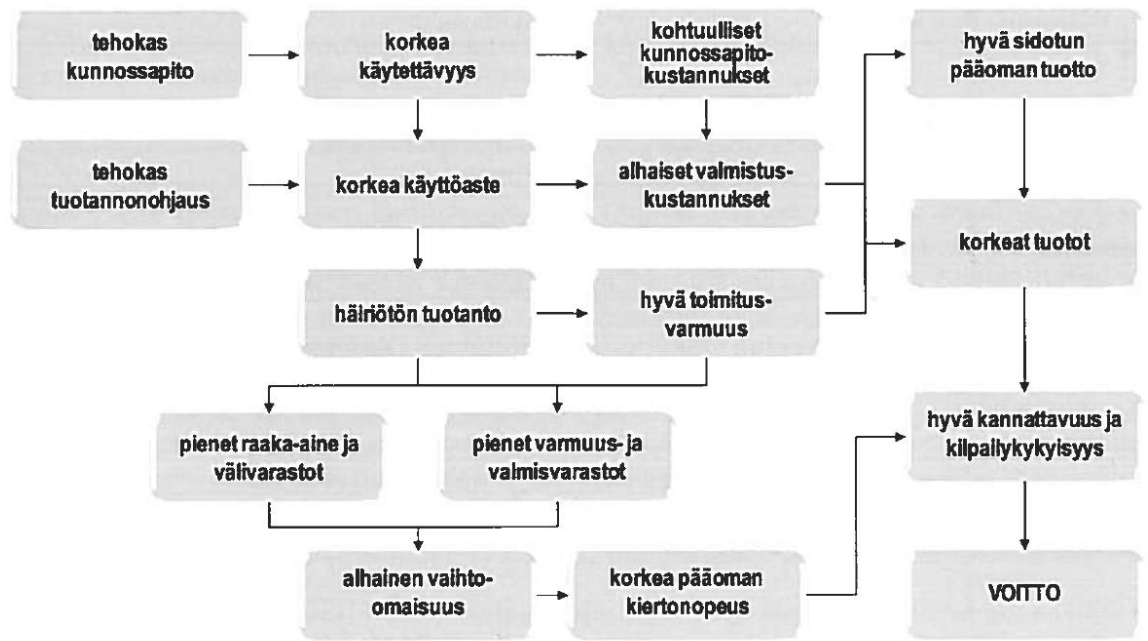 tehokas
kunnossapito
korkea
käytettävyys
kohtuulliset
kunnossapito-
kustannukset
hyvä sidotun
pääoman tuotto
tehokas
tuotannonohjaus
korkea käyttöaste
alhaiset valmistus-
kustannukset
korkeat tuotot
häiriötön tuotanto
hyvä toimitus-
varmuus
pienet raaka-aine ja
välivarastot
pienet varmuus- ja
valmisvarastot
hyvä kannattavuus ja
kilpailykykyisyys
alhainen vaihto-
omaisuus
korkea pääoman
kiertonopeus
VOITTO